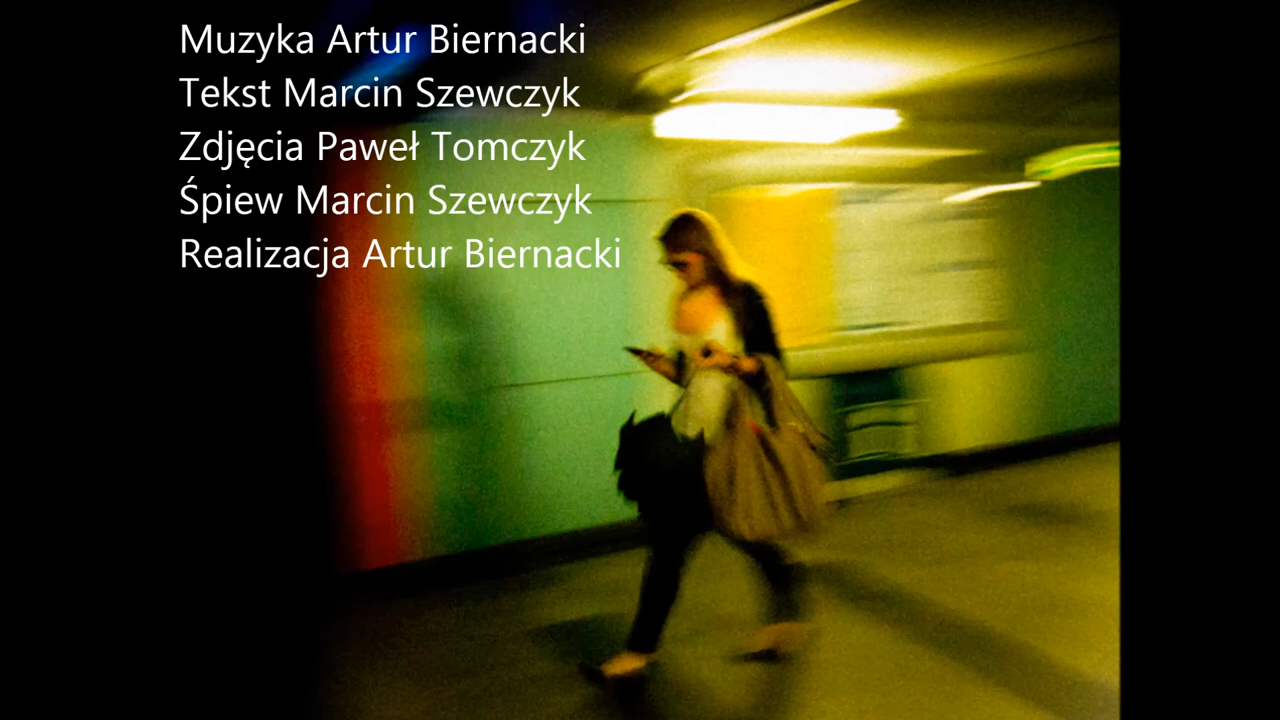 Muzyka Artur Biernacki
Tekst Marcin Szewczyk
Zdjęcia Paweł Tomczyk
Śpiew Marcin Szewczyk
Realizacja Artur Biernacki